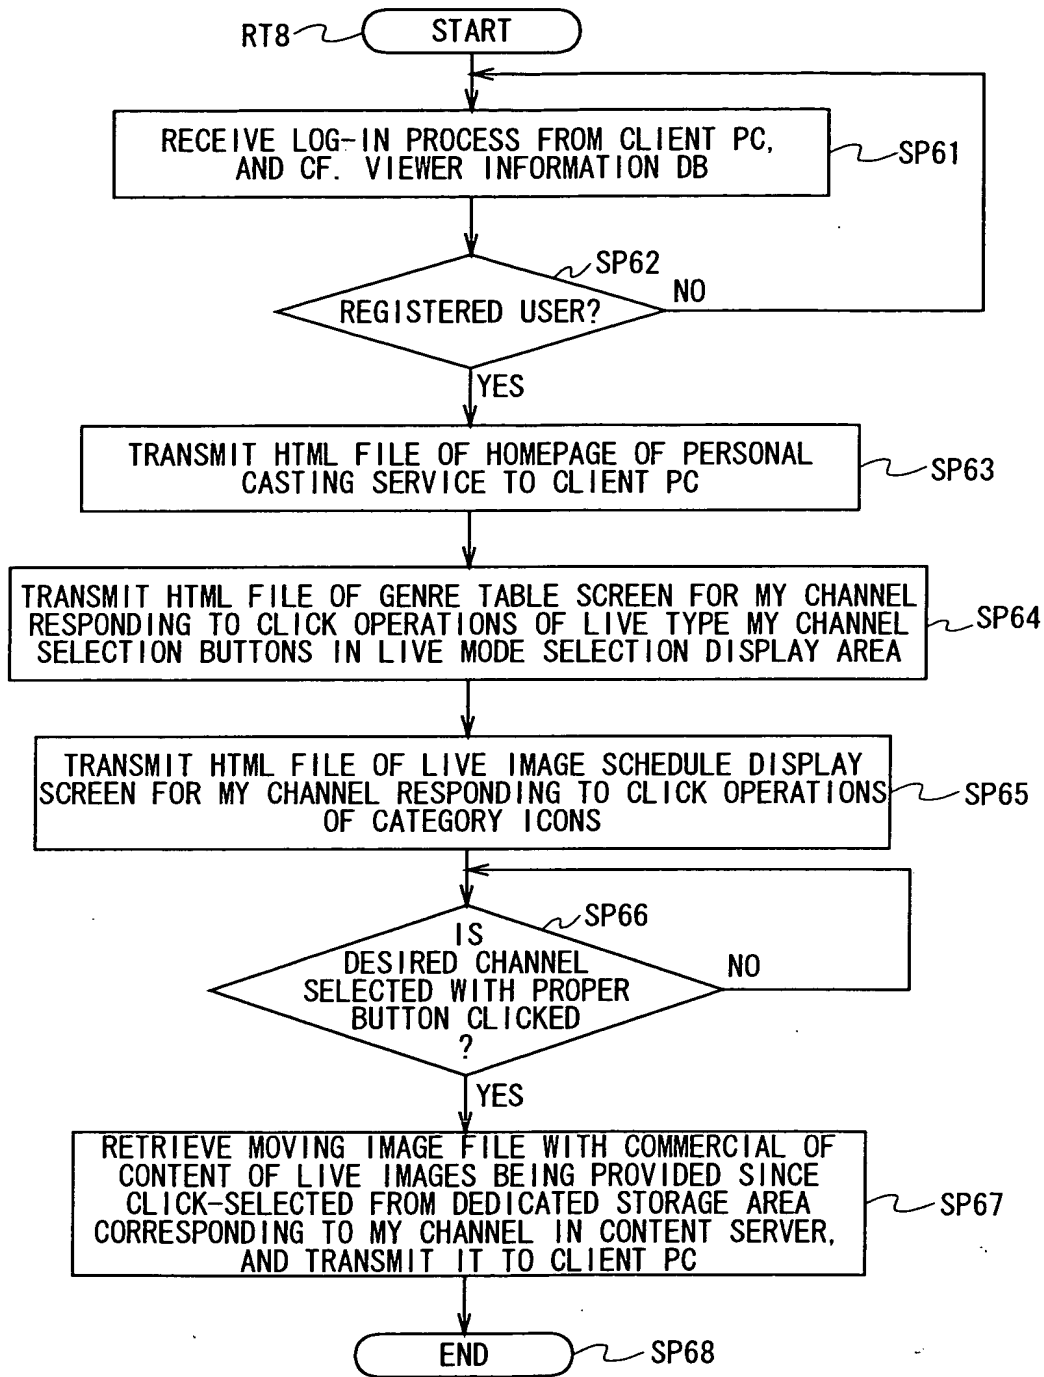 RT8
START
RECEIVE LOG-IN PROCESS FROM CLIENT PC,
AND CF. VIEWER INFORMATION DB
SP61
SP62
REGISTERED USER?
NO
YES
TRANSMIT HTML FILE OF HOMEPAGE OF PERSONAL
CASTING SERVICE TO CLIENT PC
SP63
TRANSMIT HTML FILE OF GENRE TABLE SCREEN FOR MY CHANNEL
RESPONDING TO CLICK OPERATIONS OF LIVE TYPE MY CHANNEL
SELECTION BUTTONS IN LIVE MODE SELECTION DISPLAY AREA
SP64
TRANSMIT HTML FILE OF LIVE IMAGE SCHEDULE DISPLAY
SCREEN FOR MY CHANNEL RESPONDING TO CLICK OPERATIONS
OF CATEGORY ICONS
SP65
SP66
IS
DESIRED CHANNEL
SELECTED WITH PROPER
BUTTON CLICKED
?
NO
YES
RETRIEVE MOVING IMAGE FILE WITH COMMERCIAL OF
CONTENT OF LIVE IMAGES BEING PROVIDED SINCE
CLICK-SELECTED FROM DEDICATED STORAGE AREA
CORRESPONDING TO MY CHANNEL IN CONTENT SERVER,
AND TRANSMIT IT TO CLIENT PC
SP67
END
SP68